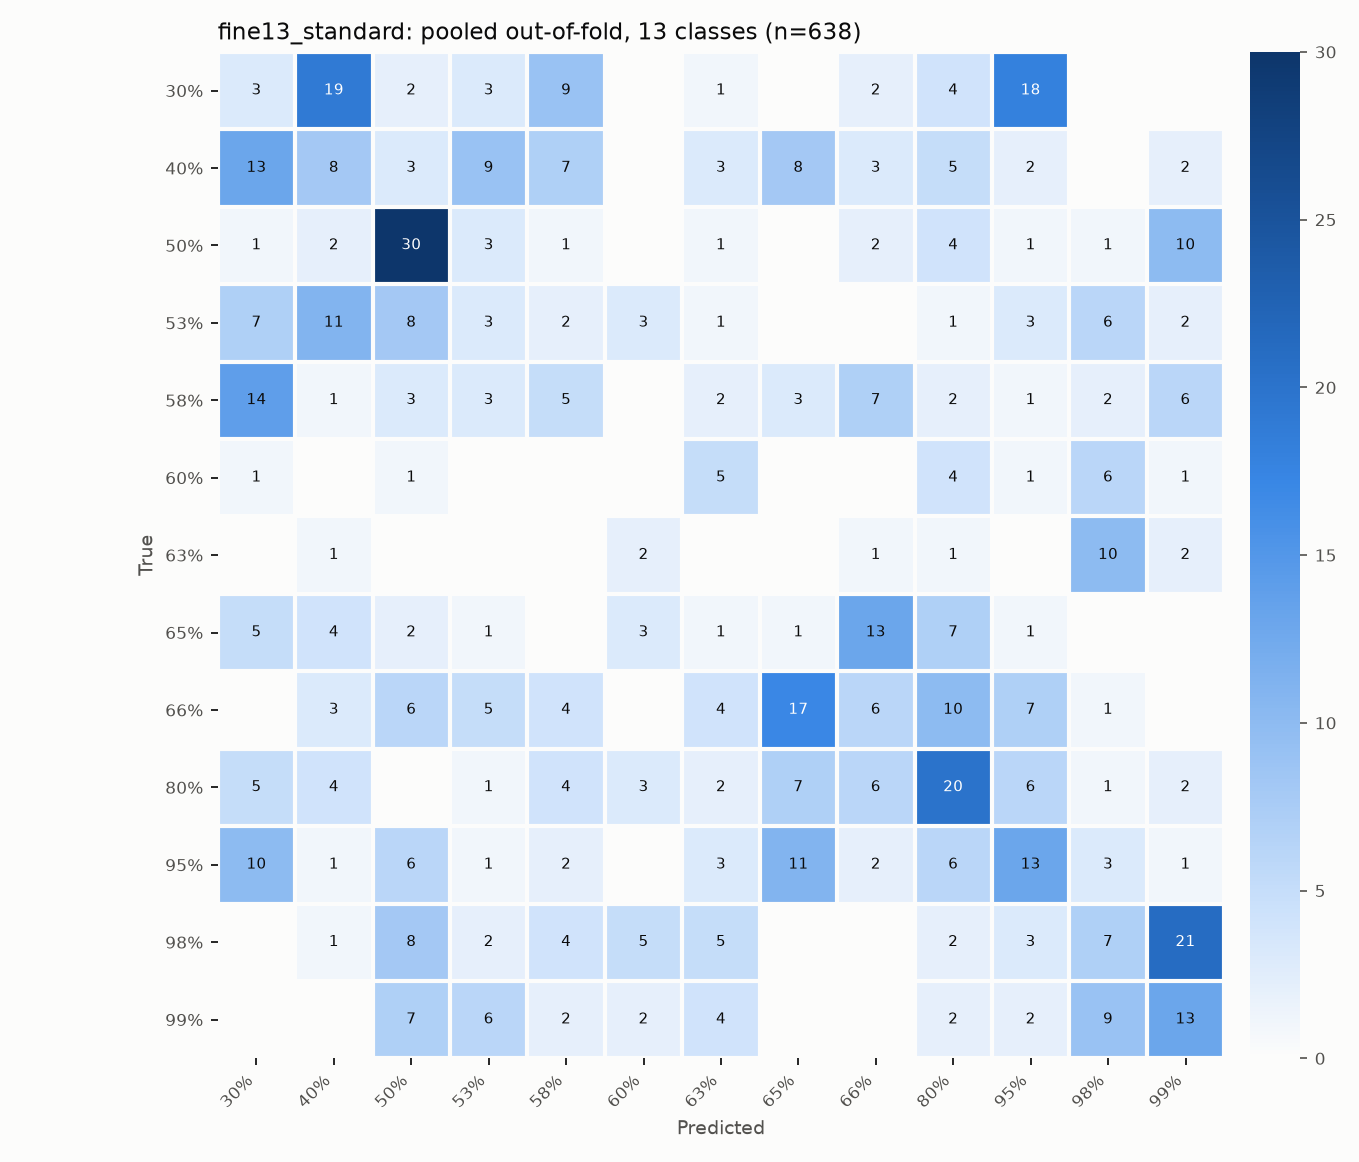 fine13_standard: pooled out-of-fold, 13 classes (n=638)
30% 3 19 2 3 9 1 2 4 18
40% 13 8 3 9 7 3 8 3 5 2 2
50% 1 2 30 3 1 1 2 4 1 1 10
53% 7 11 8 3 2 3 1 1 3 6 2
58% 14 1 3 3 5 2 3 7 2 1 2 6
60% 1 1 5 4 1 6 1
63% 1 2 1 1 10 2
65% 5 4 2 1 3 1 1 13 7 1
66% 3 6 5 4 4 17 6 10 7 1
80% 5 4 1 4 3 2 7 6 20 6 1 2
95% 10 1 6 1 2 3 11 2 6 13 3 1
98% 1 8 2 4 5 5 2 3 7 21
99% 7 6 2 2 4 2 2 9 13
30% 40% 50% 53% 58% 60% 63% 65% 66% 80% 95% 98% 99%
Predicted
True
30
25
20
15
10
5
0